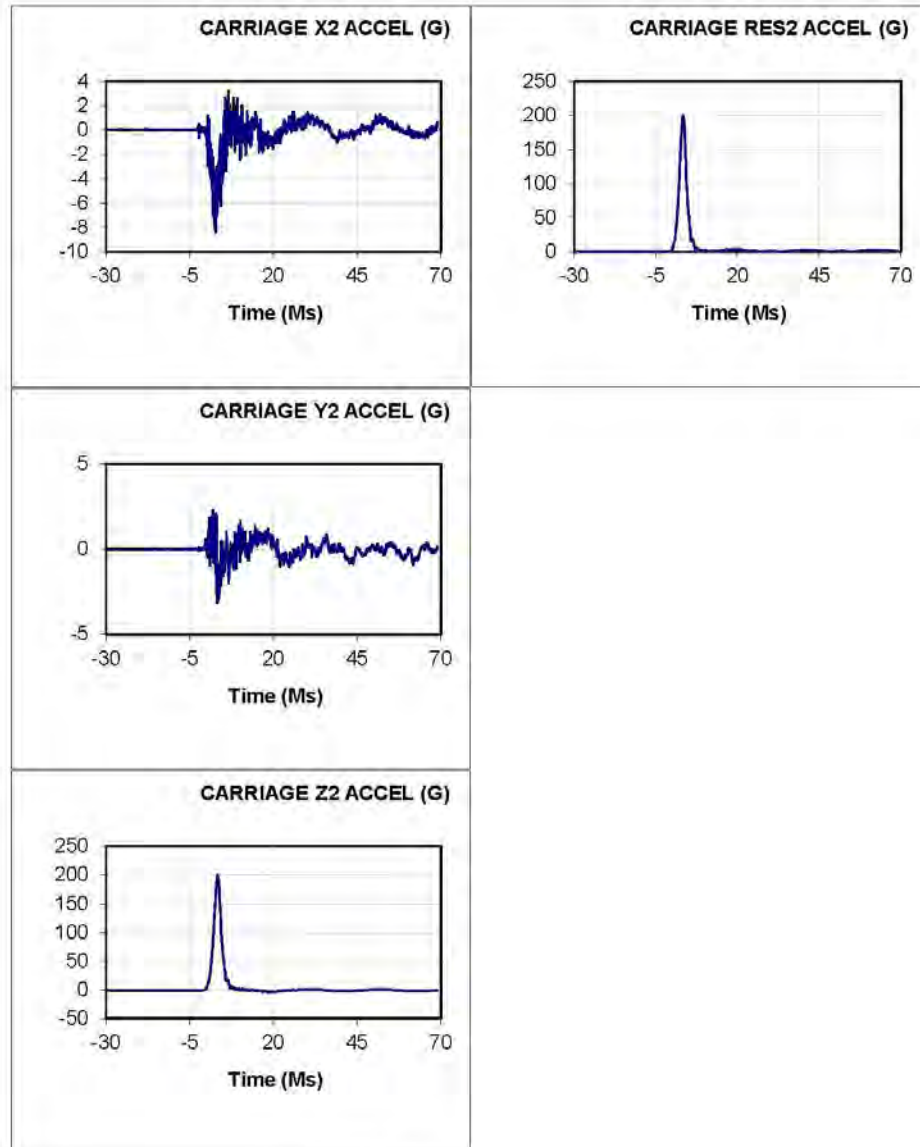 CARRIAGE X2 ACCEL (G)
4
2
0
-2
-4
-6
-8
-10
-30 -5 20 45 70
Time (Ms)
CARRIAGE RES2 ACCEL (G)
250
200
150
100
50
0
-30 -5 20 45 70
Time (Ms)
CARRIAGE Y2 ACCEL (G)
5
0
-5
-30 -5 20 45 70
Time (Ms)
CARRIAGE Z2 ACCEL (G)
250
200
150
100
50
0
-50
-30 -5 20 45 70
Time (Ms)